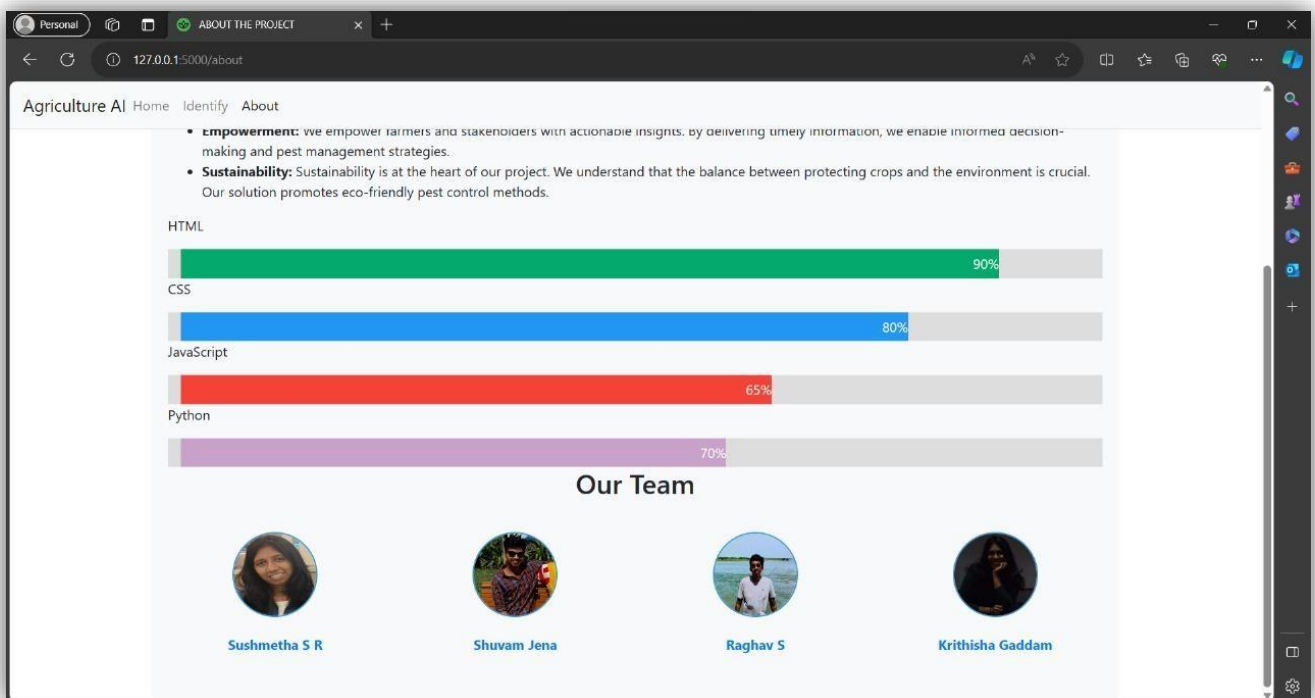 Personal
ABOUT THE PROJECT
127.0.0.1:5000/about
Agriculture AI Home Identify About
• Empowerment: We empower farmers and stakeholders with actionable insights. By delivering timely information, we enable informed decision-
making and pest management strategies.
• Sustainability: Sustainability is at the heart of our project. We understand that the balance between protecting crops and the environment is crucial.
Our solution promotes eco-friendly pest control methods.
HTML
90%
CSS
80%
JavaScript
65%
Python
70%
Our Team
Sushmetha S R Shuvam Jena Raghav S Krithisha Gaddam